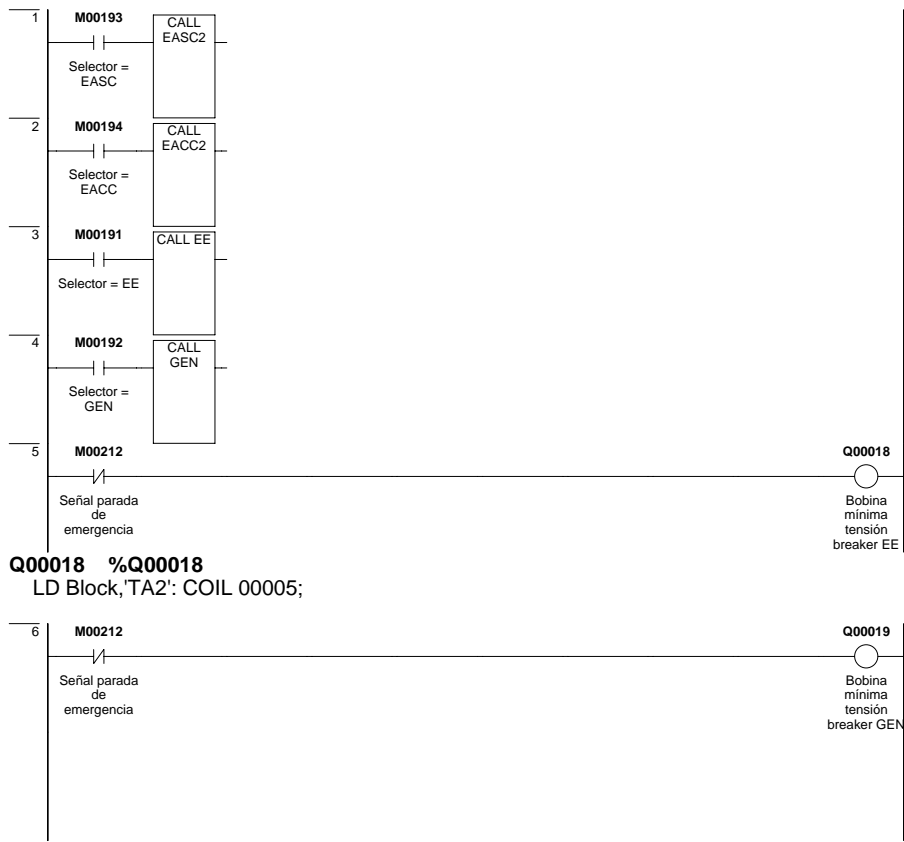 1
M00193
CALL
EASC2
Selector =
EASC
2
M00194
CALL
EACC2
Selector =
EACC
3
M00191
CALL EE
Selector = EE
4
M00192
CALL
GEN
Selector =
GEN
5
M00212
Q00018
Señal parada
de
emergencia
Bobina
mínima
tensión
breaker EE
Q00018 %Q00018
LD Block,'TA2': COIL 00005;
6
M00212
Q00019
Señal parada
de
emergencia
Bobina
mínima
tensión
breaker GEN